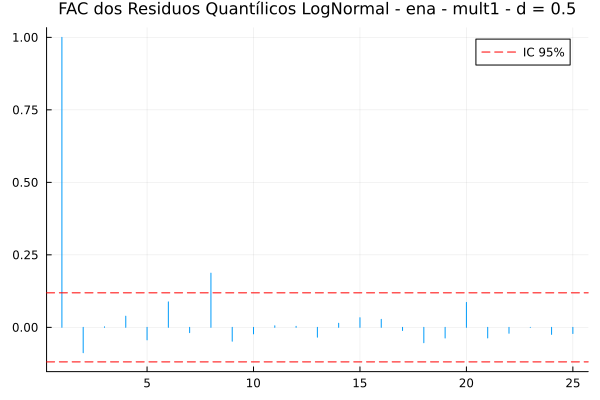 FAC dos Residuos Quantílicos LogNormal - ena - mult1 - d = 0.5
IC 95%
1.00
0.75
0.50
0.25
0.00
5 10 15 20 25